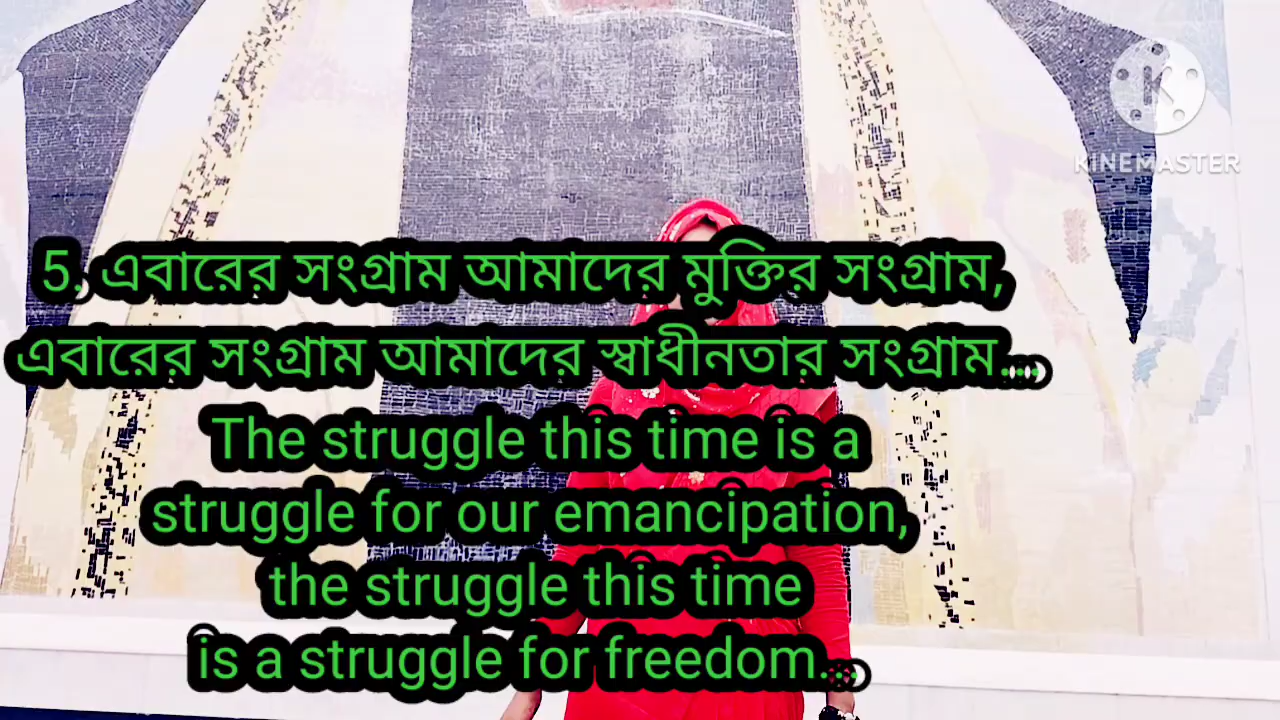 K
KINEMASTER
5. এবারের সংগ্রাম আমাদের মুক্তির সংগ্রাম,
এবারের সংগ্রাম আমাদের স্বাধীনতার সংগ্রাম....
The struggle this time is a
struggle for our emancipation,
the struggle this time
is a struggle for freedom....